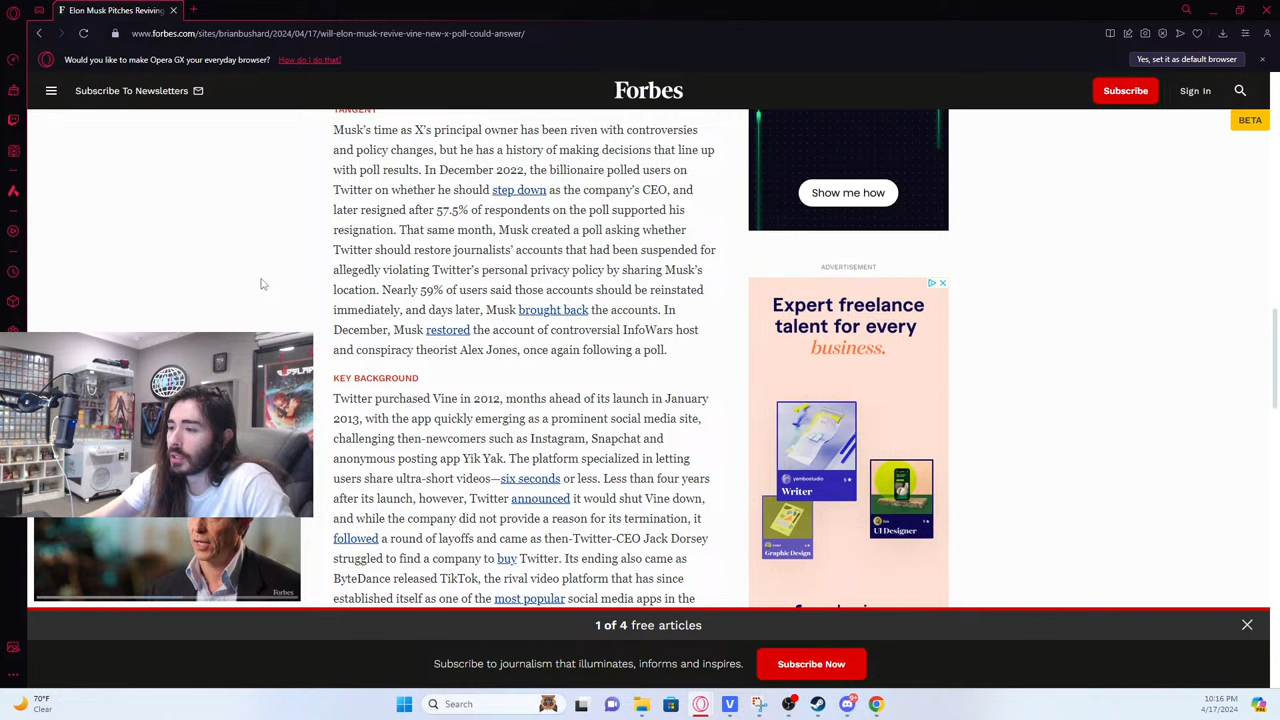 Elon Musk Pitches Reviving
www.forbes.com/sites/brianbushard/2024/04/17/will-elon-musk-revive-vine-new-x-poll-could-answer/
Would you like to make Opera GX your everyday browser? How do I do that?
Yes, set it as default browser
Subscribe To Newsletters
Forbes
Subscribe
Sign In
BETA
TANGENT
Musk's time as X's principal owner has been riven with controversies
and policy changes, but he has a history of making decisions that line up
with poll results. In December 2022, the billionaire polled users on
Twitter on whether he should step down as the company's CEO, and
later resigned after 57.5% of respondents on the poll supported his
resignation. That same month, Musk created a poll asking whether
Twitter should restore journalists' accounts that had been suspended for
allegedly violating Twitter's personal privacy policy by sharing Musk's
location. Nearly 59% of users said those accounts should be reinstated
immediately, and days later, Musk brought back the accounts. In
December, Musk restored the account of controversial InfoWars host
and conspiracy theorist Alex Jones, once again following a poll.
KEY BACKGROUND
Twitter purchased Vine in 2012, months ahead of its launch in January
2013, with the app quickly emerging as a prominent social media site,
challenging then-newcomers such as Instagram, Snapchat and
anonymous posting app Yik Yak. The platform specialized in letting
users share ultra-short videos—six seconds or less. Less than four years
after its launch, however, Twitter announced it would shut Vine down,
and while the company did not provide a reason for its termination, it
followed a round of layoffs and came as then-Twitter-CEO Jack Dorsey
struggled to find a company to buy Twitter. Its ending also came as
ByteDance released TikTok, the rival video platform that has since
established itself as one of the most popular social media apps in the
Show me how
ADVERTISEMENT
Expert freelance
talent for every
business.
yambostudio
Writer
UI Designer
Graphic Design
Forbes
1 of 4 free articles
Subscribe to journalism that illuminates, informs and inspires.
Subscribe Now
70°F
Clear
Search
10:16 PM
4/17/2024